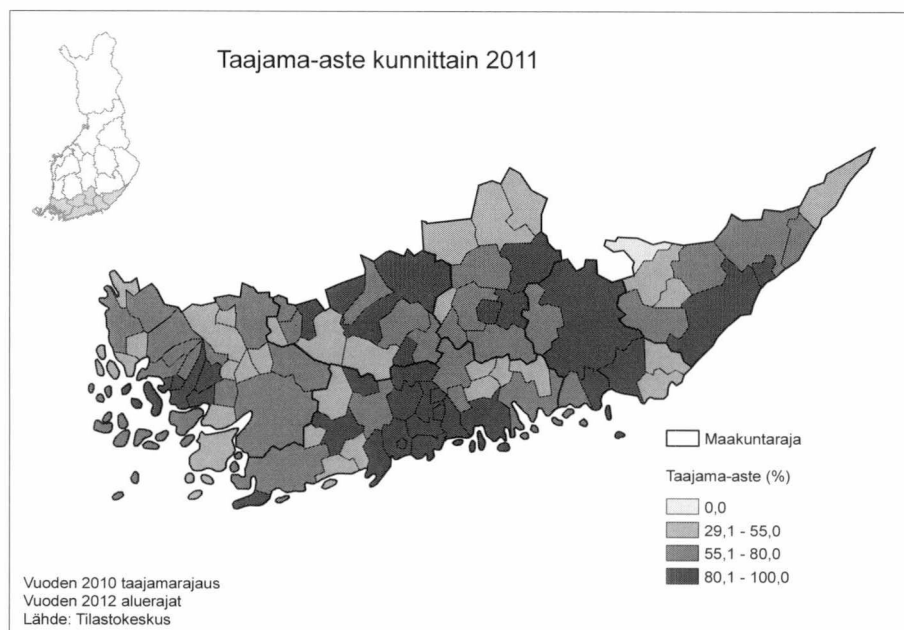 Taajama-aste kunnittain 2011
Maakuntaraja
Taajama-aste (%)
0,0
29,1 - 55,0
55,1 - 80,0
80,1 - 100,0
Vuoden 2010 taajamarajaus
Vuoden 2012 aluerajat
Lähde: Tilastokeskus